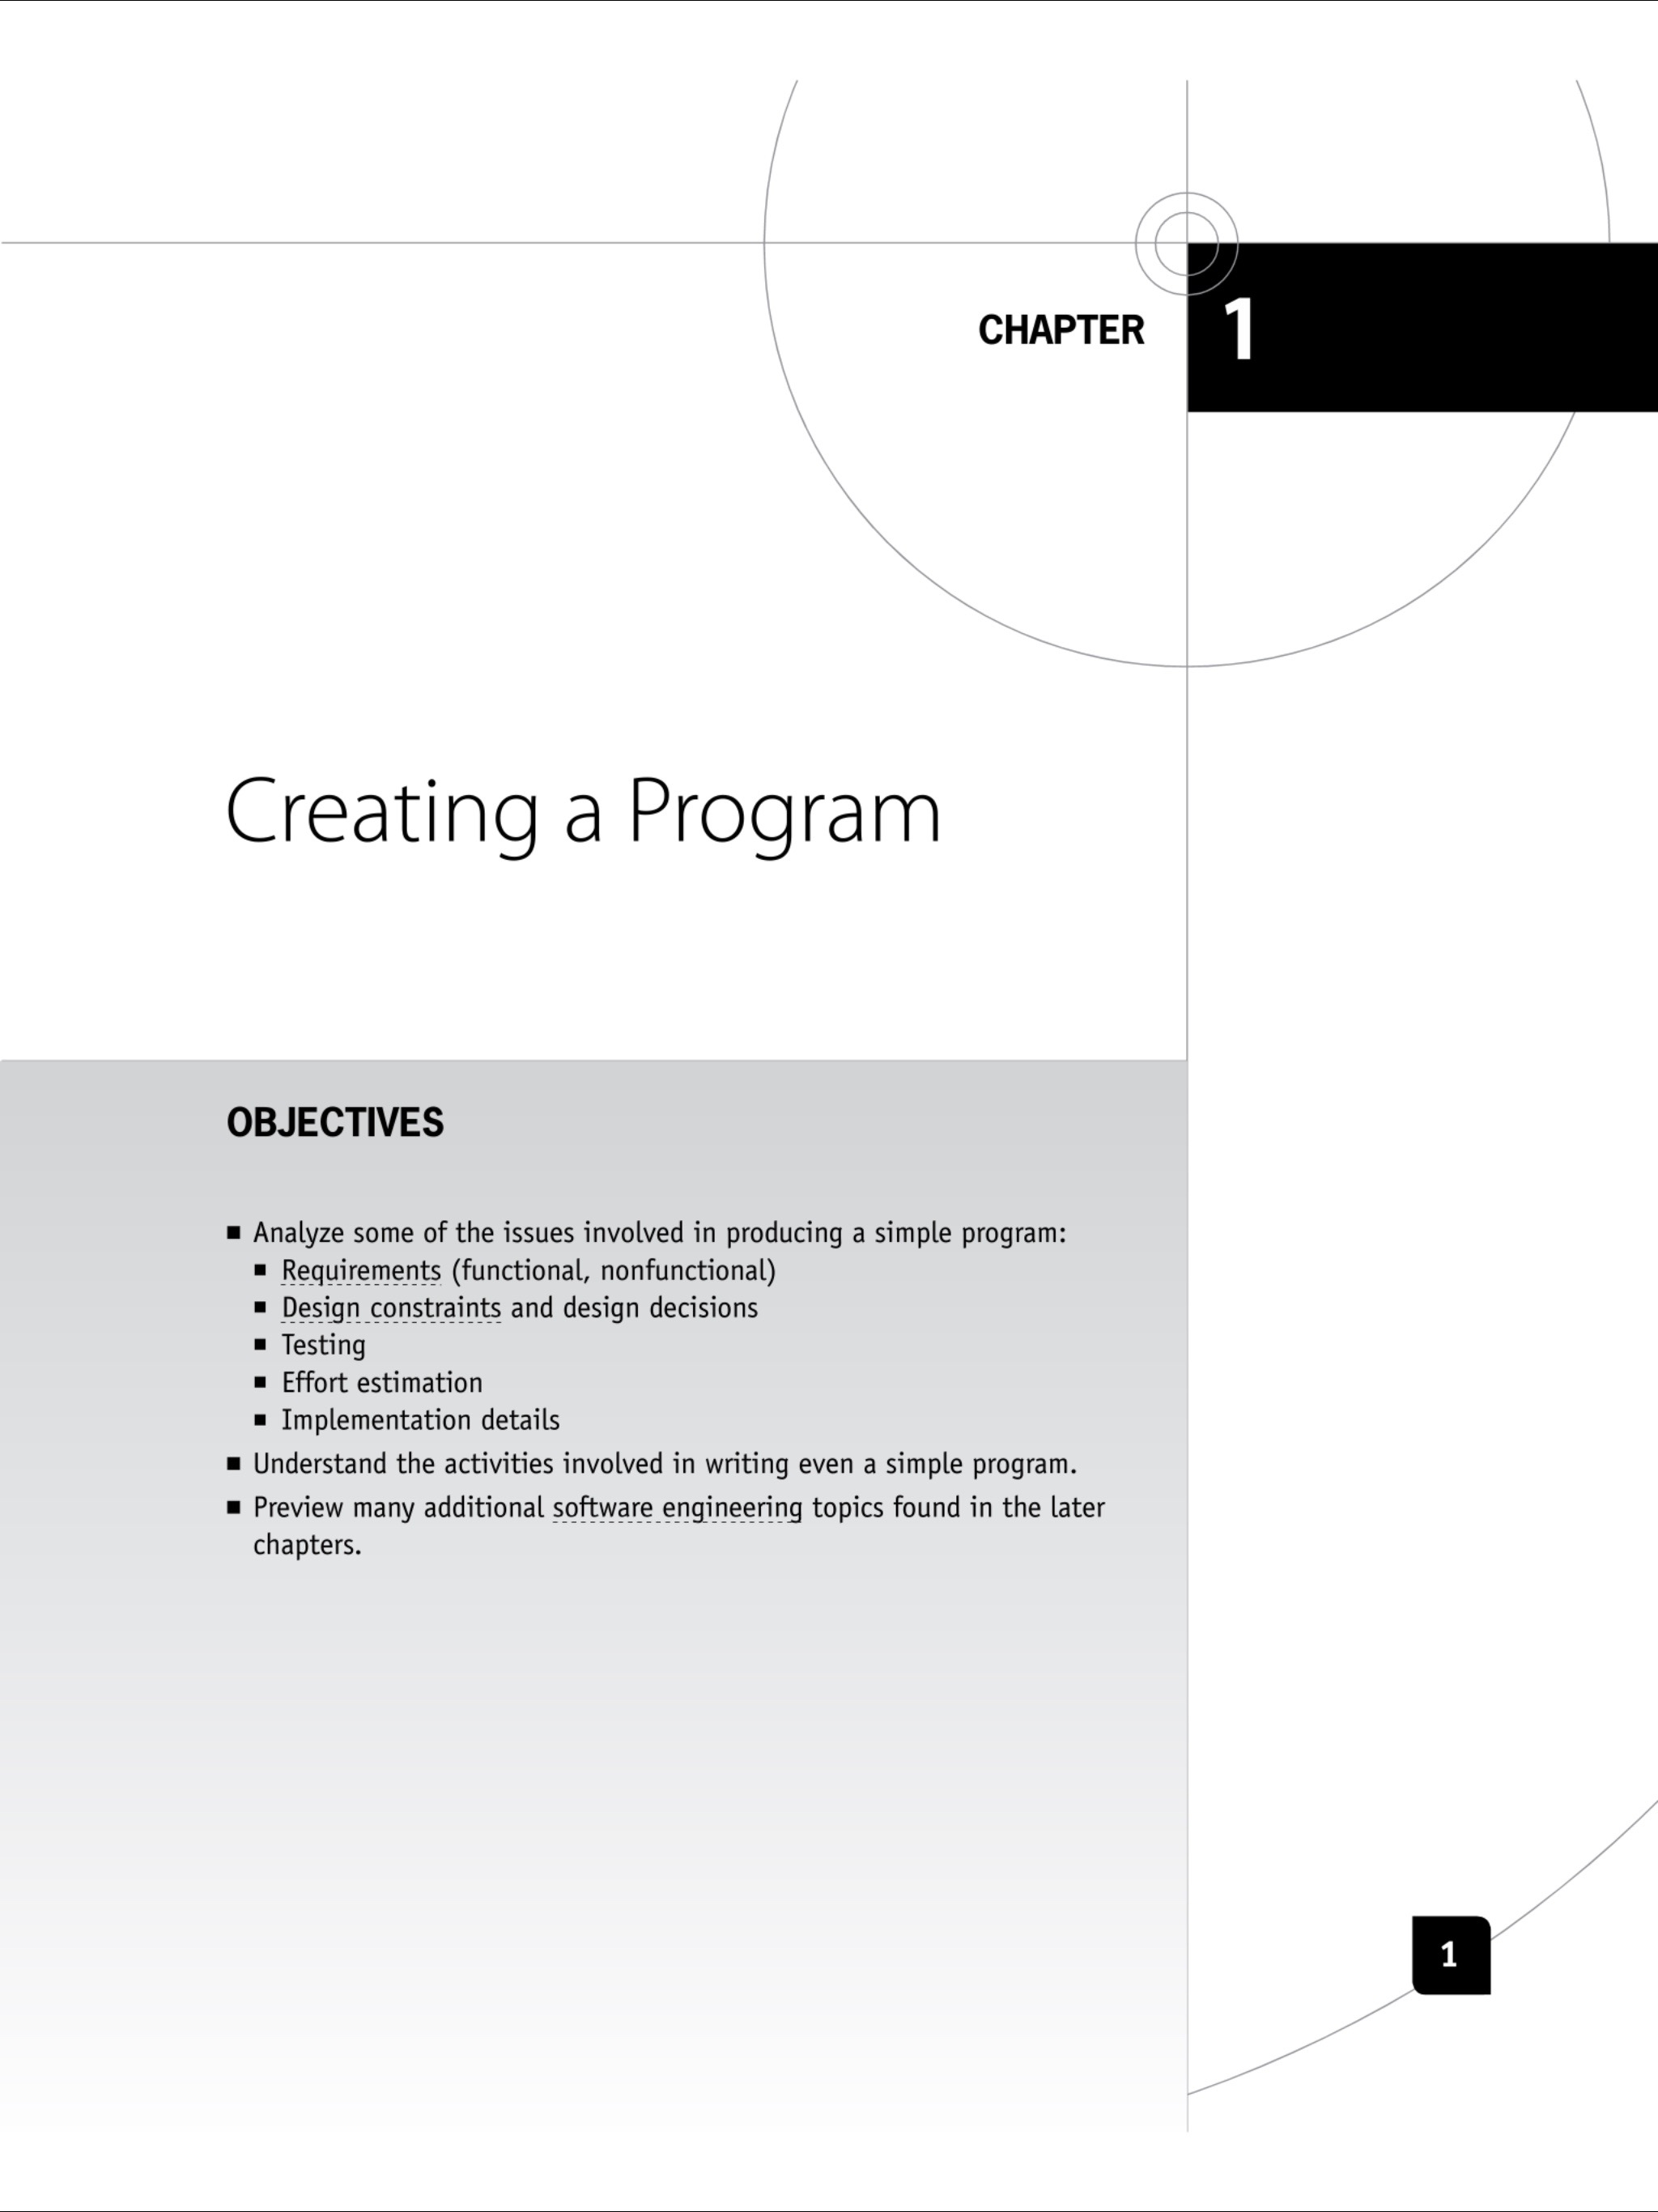 CHAPTER 1
Creating a Program
OBJECTIVES
■ Analyze some of the issues involved in producing a simple program:
■ Requirements (functional, nonfunctional)
■ Design constraints and design decisions
■ Testing
■ Effort estimation
■ Implementation details
■ Understand the activities involved in writing even a simple program.
■ Preview many additional software engineering topics found in the later
chapters.
1